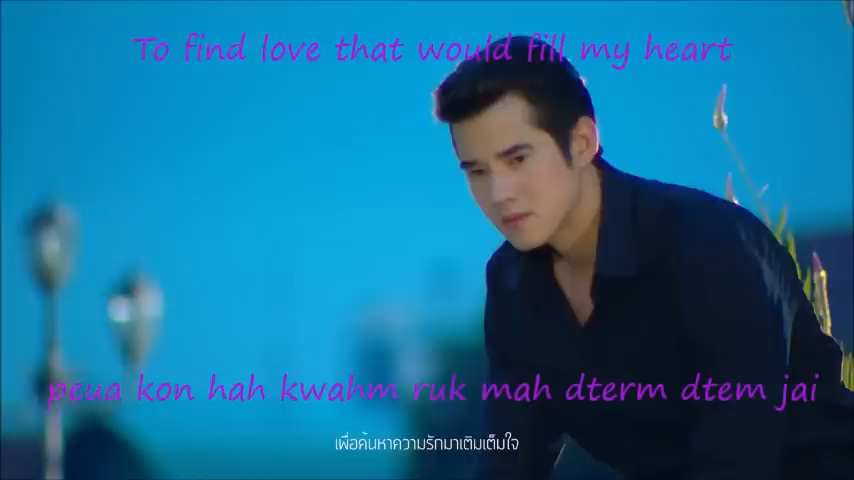 To find love that would fill my heart
peua kon hah kwahm ruk mah dterm dtem jai
เพื่อค้นหาความรักมาเติมเต็มใจ